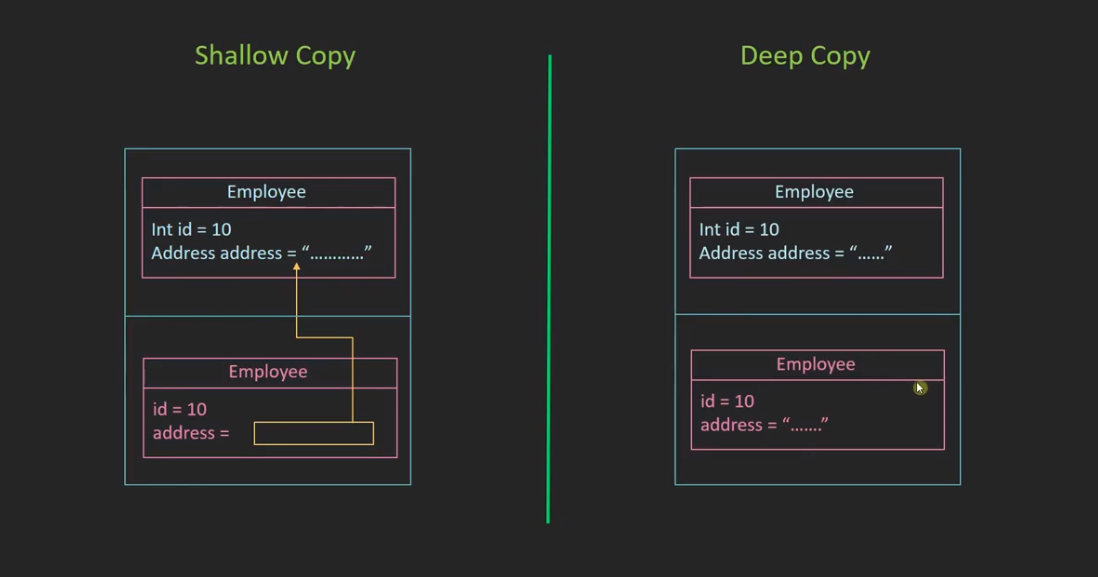 Shallow Copy
Employee
Int id = 10
Address address = “…………”
Employee
id = 10
address =
Deep Copy
Employee
Int id = 10
Address address = “……”
Employee
id = 10
address = “…….”